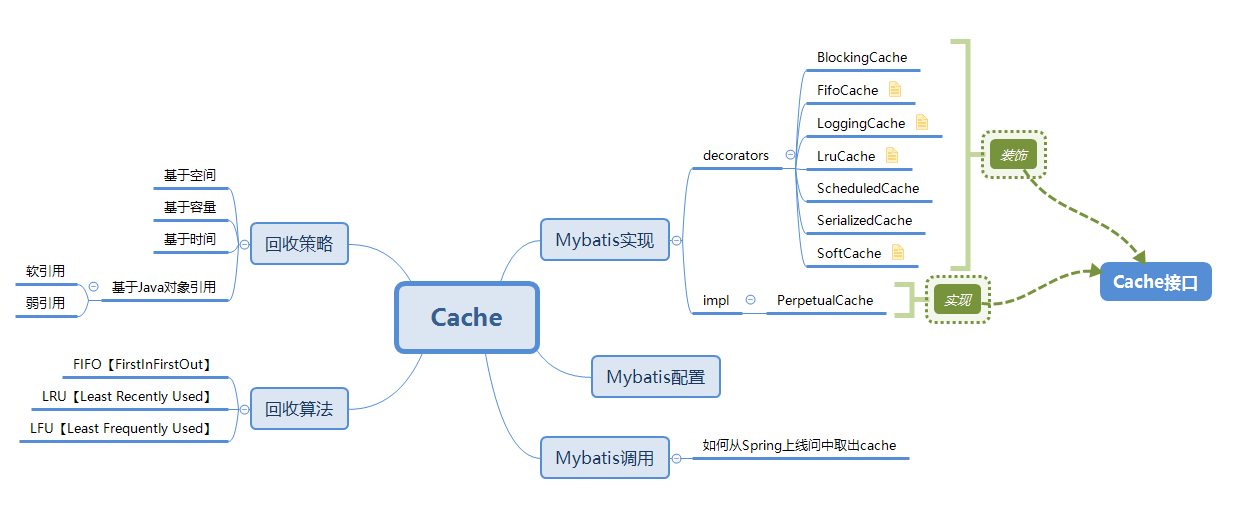 Cache
回收策略
基于空间
基于容量
基于时间
基于Java对象引用
软引用
弱引用
回收算法
FIFO【FirstInFirstOut】
LRU【Least Recently Used】
LFU【Least Frequently Used】
Mybatis实现
decorators
BlockingCache
FifoCache
LoggingCache
LruCache
ScheduledCache
SerializedCache
SoftCache
装饰
impl
PerpetualCache
实现
Cache接口
Mybatis配置
Mybatis调用
如何从Spring上线问中取出cache